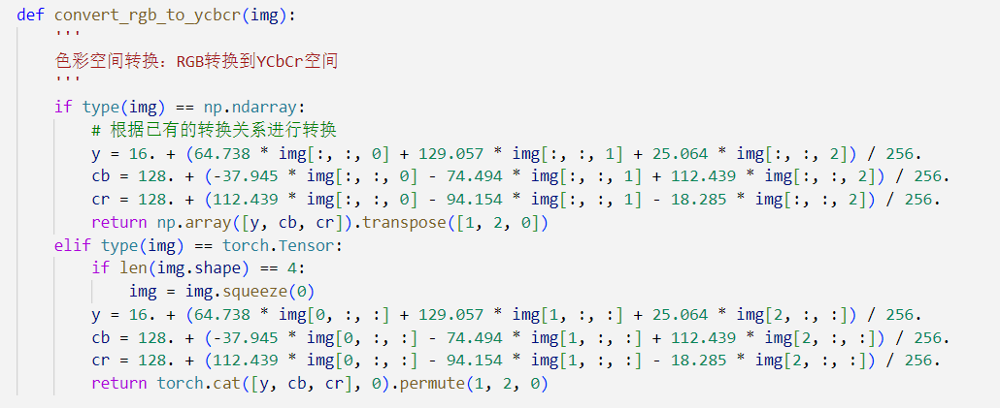 def convert_rgb_to_ycbcr(img):
    '''
    色彩空间转换：RGB转换到YCbCr空间
    '''
    if type(img) == np.ndarray:
        # 根据已有的转换关系进行转换
        y = 16. + (64.738 * img[:, :, 0] + 129.057 * img[:, :, 1] + 25.064 * img[:, :, 2]) / 256.
        cb = 128. + (-37.945 * img[:, :, 0] - 74.494 * img[:, :, 1] + 112.439 * img[:, :, 2]) / 256.
        cr = 128. + (112.439 * img[:, :, 0] - 94.154 * img[:, :, 1] - 18.285 * img[:, :, 2]) / 256.
        return np.array([y, cb, cr]).transpose([1, 2, 0])
    elif type(img) == torch.Tensor:
        if len(img.shape) == 4:
            img = img.squeeze(0)
        y = 16. + (64.738 * img[0, :, :] + 129.057 * img[1, :, :] + 25.064 * img[2, :, :]) / 256.
        cb = 128. + (-37.945 * img[0, :, :] - 74.494 * img[1, :, :] + 112.439 * img[2, :, :]) / 256.
        cr = 128. + (112.439 * img[0, :, :] - 94.154 * img[1, :, :] - 18.285 * img[2, :, :]) / 256.
        return torch.cat([y, cb, cr], 0).permute(1, 2, 0)